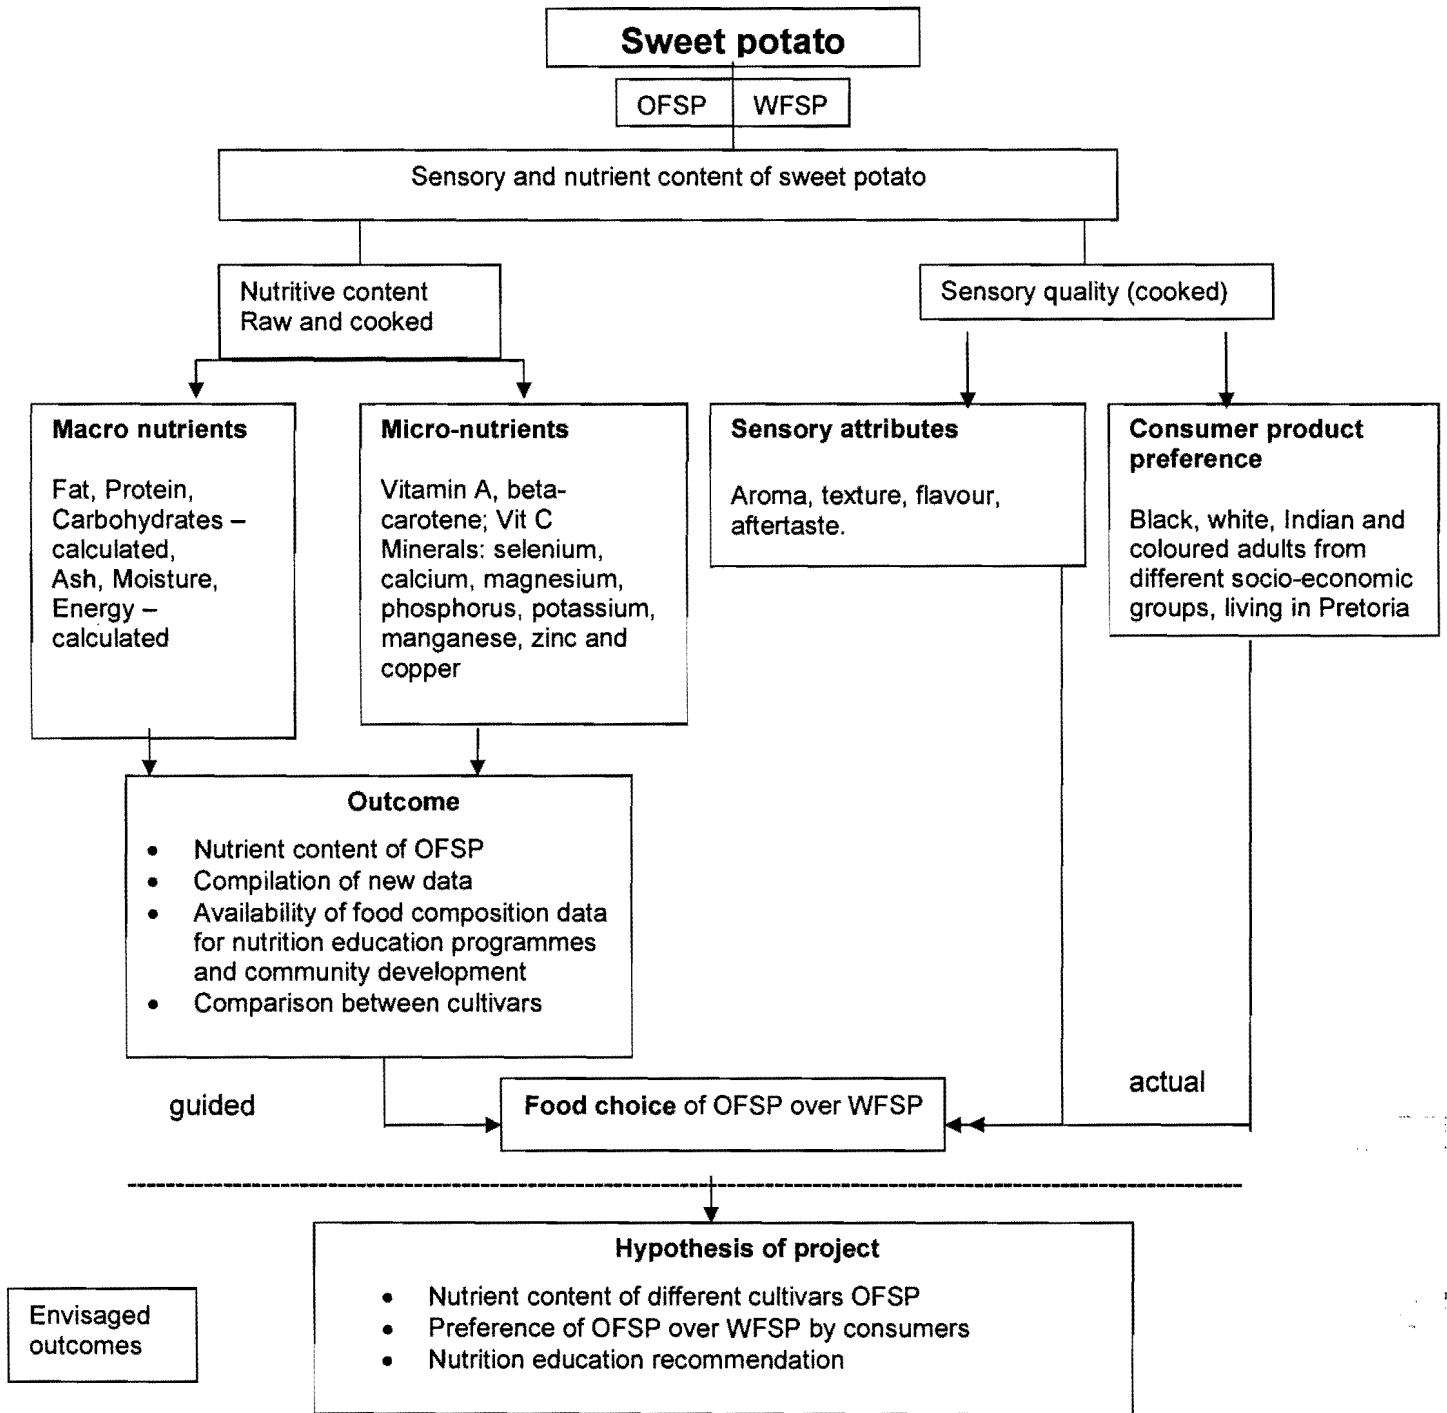 Sweet potato
OFSP
WFSP
Sensory and nutrient content of sweet potato
Nutritive content
Raw and cooked
Sensory quality (cooked)
Macro nutrients
Fat, Protein,
Carbohydrates –
calculated,
Ash, Moisture,
Energy –
calculated
Micro-nutrients
Vitamin A, beta-
carotene; Vit C
Minerals: selenium,
calcium, magnesium,
phosphorus, potassium,
manganese, zinc and
copper
Sensory attributes
Aroma, texture, flavour,
aftertaste.
Consumer product
preference
Black, white, Indian and
coloured adults from
different socio-economic
groups, living in Pretoria
Outcome
• Nutrient content of OFSP
• Compilation of new data
• Availability of food composition data
for nutrition education programmes
and community development
• Comparison between cultivars
guided
Food choice of OFSP over WFSP
actual
Hypothesis of project
• Nutrient content of different cultivars OFSP
• Preference of OFSP over WFSP by consumers
• Nutrition education recommendation
Envisaged
outcomes